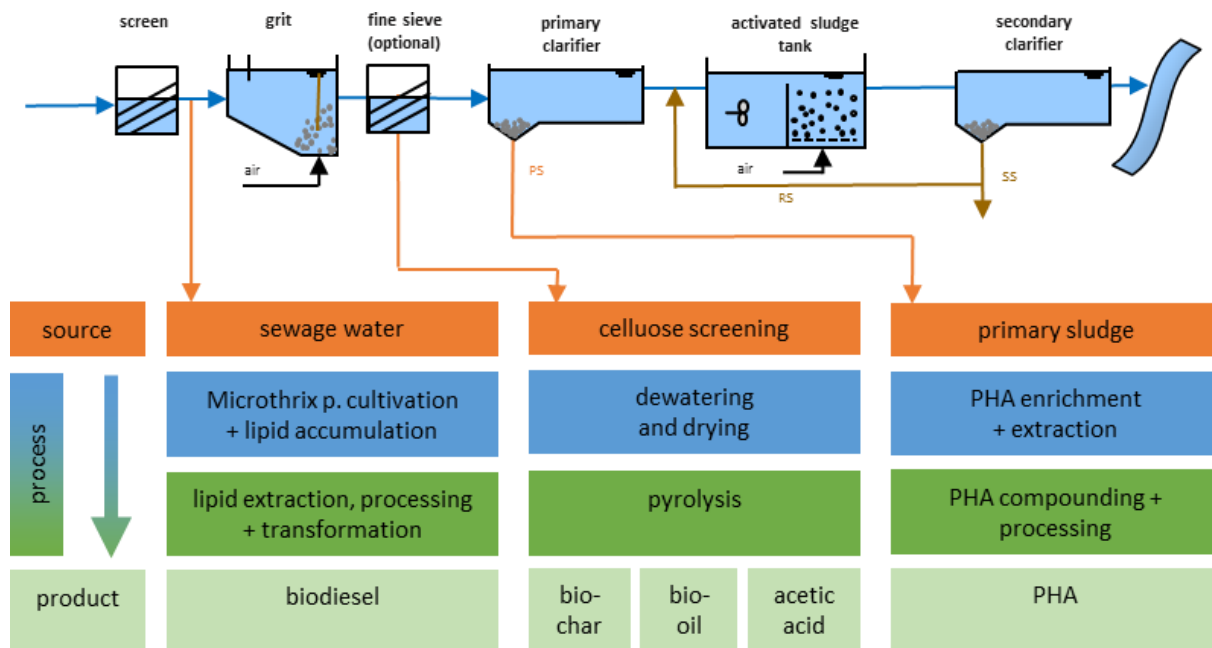 screen
grit
fine sieve
(optional)
primary
clarifier
activated sludge
tank
secondary
clarifier
air
PS
air
RS
SS
source
sewage water
celluose screening
primary sludge
process
Microthrix p. cultivation
+ lipid accumulation
dewatering
and drying
PHA enrichment
+ extraction
lipid extraction, processing
+ transformation
pyrolysis
PHA compounding +
processing
product
biodiesel
bio-
char
bio-
oil
acetic
acid
PHA